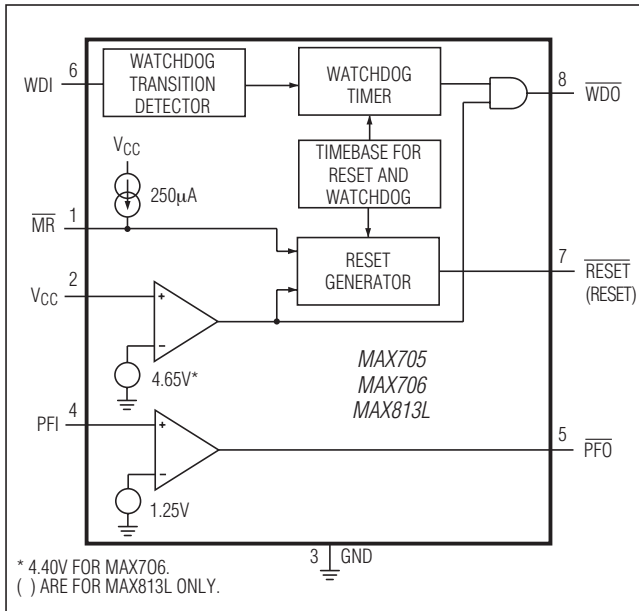 WATCHDOG
TRANSITION
DETECTOR
WATCHDOG
TIMER
6
WDI
8
WDO
VCC
250μA
TIMEBASE FOR
RESET AND
WATCHDOG
1
MR
RESET
GENERATOR
7
RESET
(RESET)
2
VCC
+
−
4.65V*
MAX705
MAX706
MAX813L
4
PFI
+
−
1.25V
5
PFO
3 GND
* 4.40V FOR MAX706.
( ) ARE FOR MAX813L ONLY.